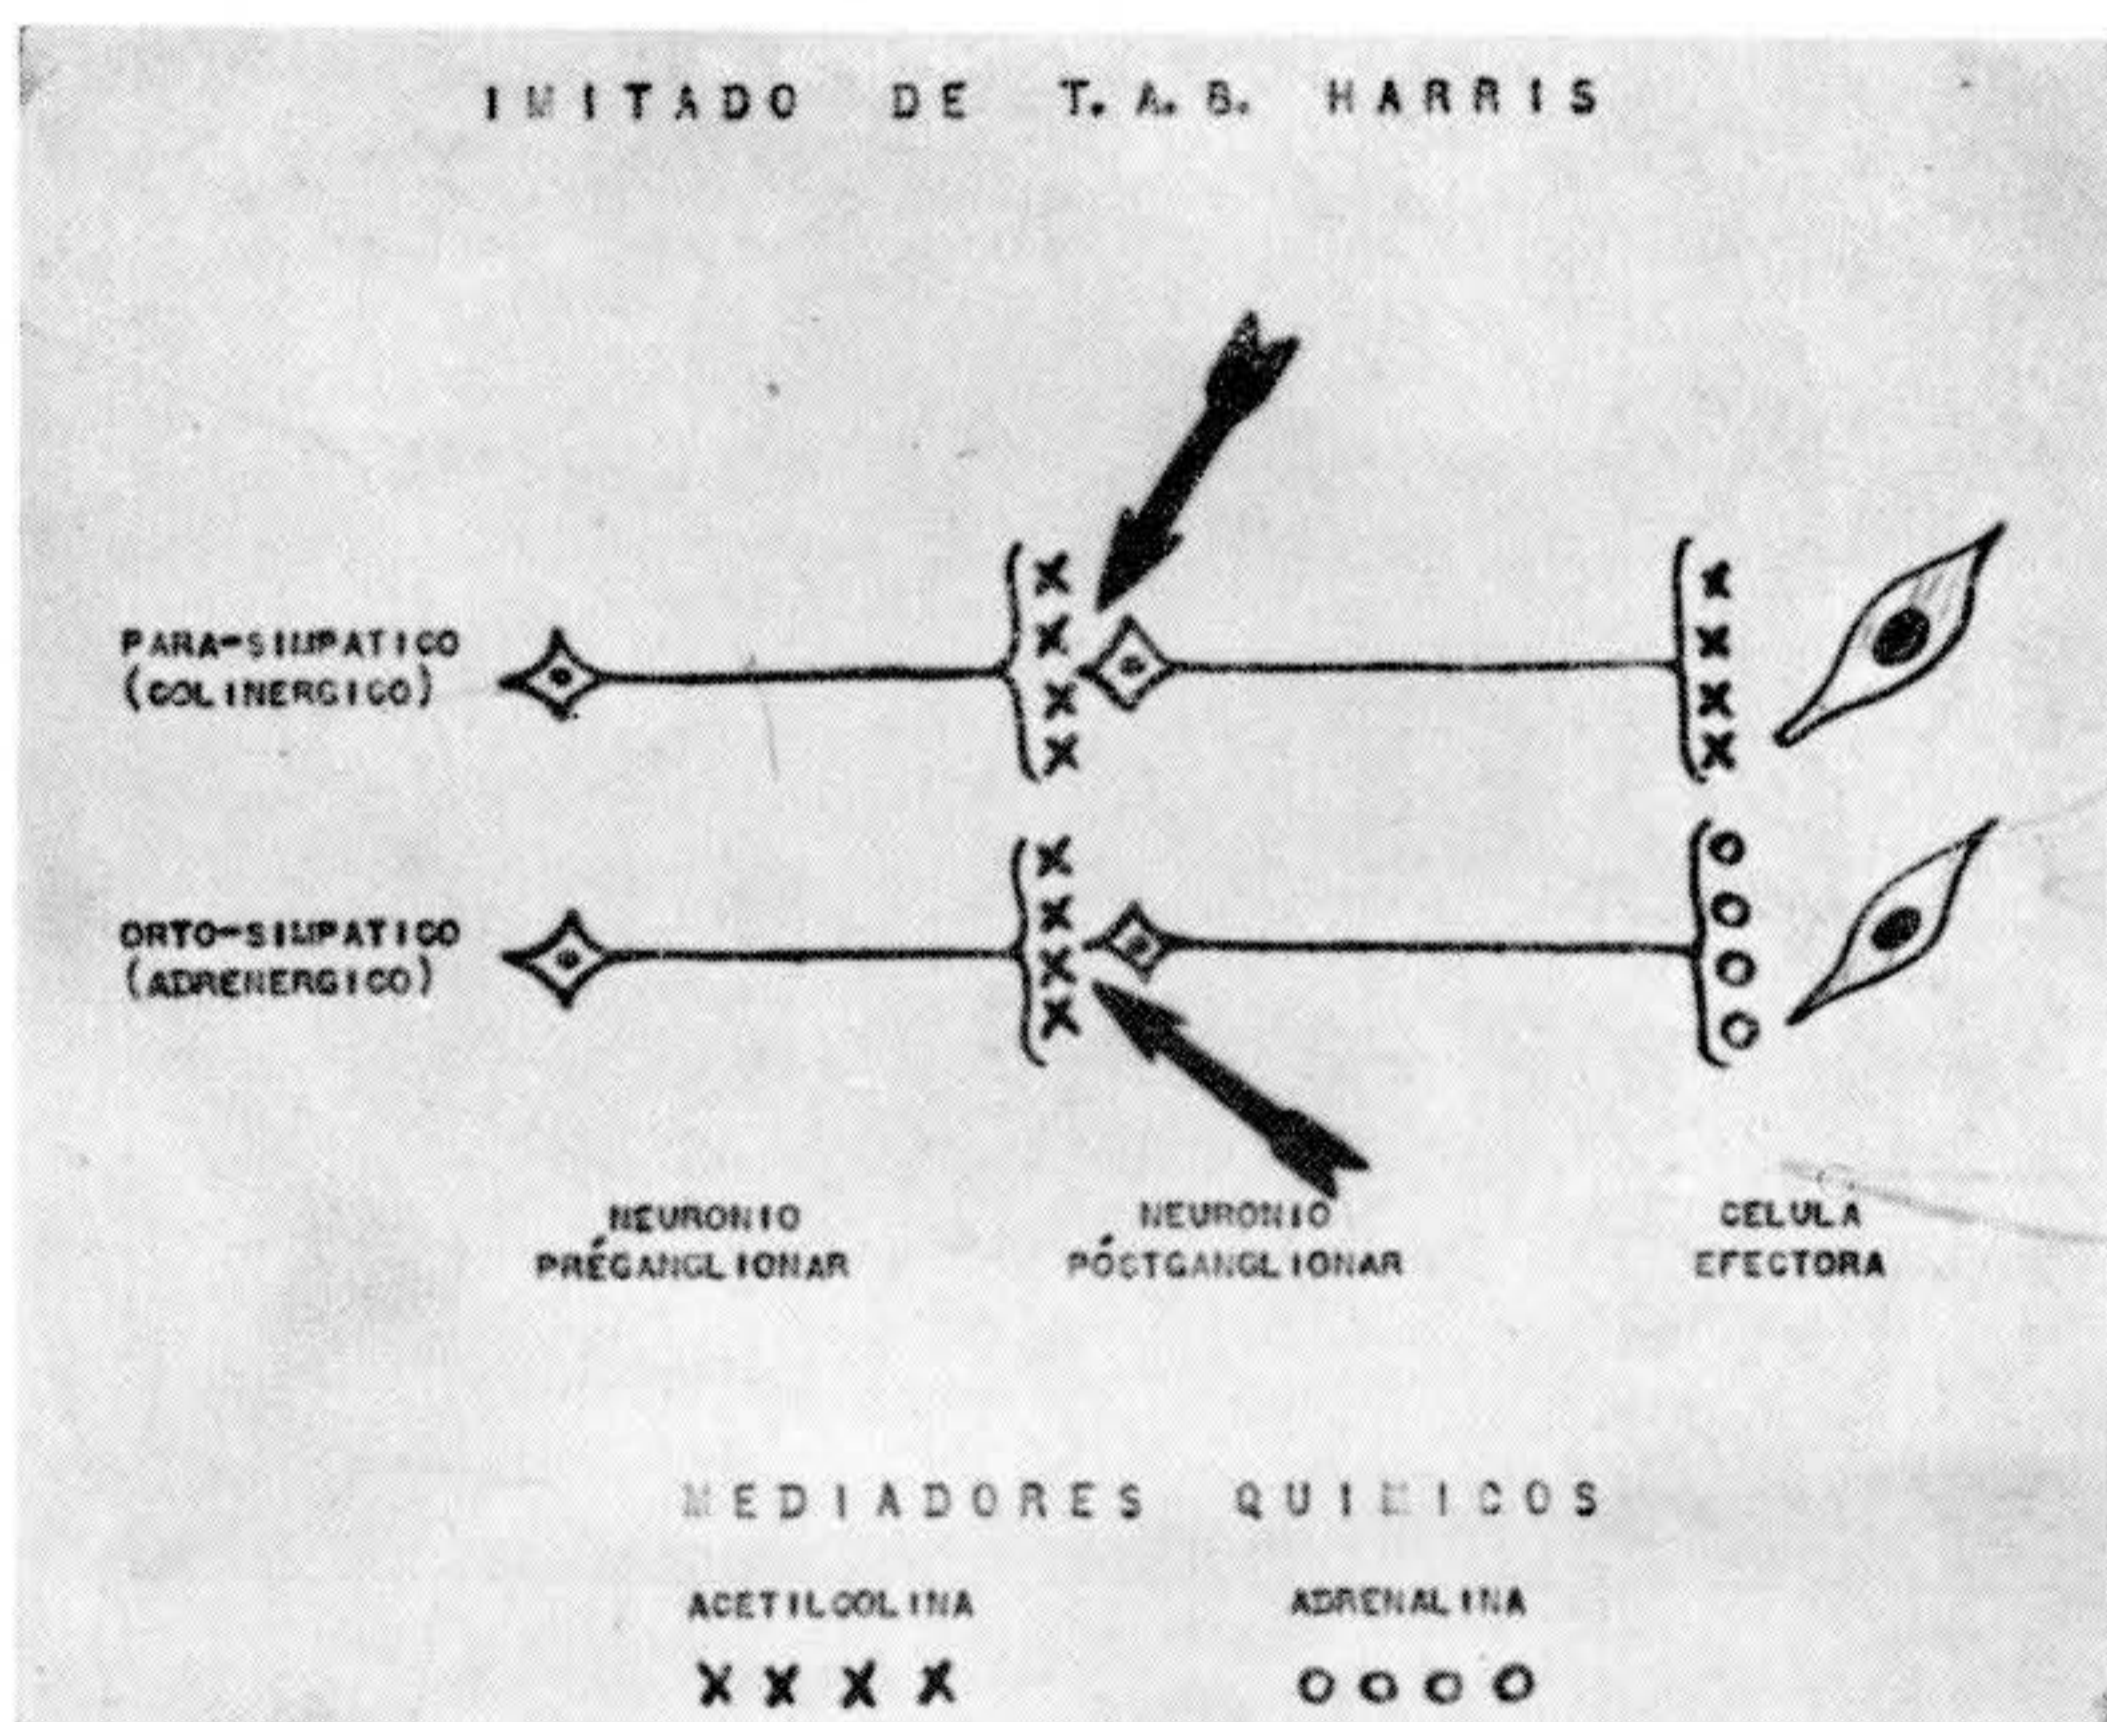 IMITADO DE T. A. B. HARRIS
PARA-SIMPATICO
(COLINERGICO)
X
X
X
X
X
X
X
X
ORTO-SIMPATICO
(ADRENERGICO)
X
X
X
X
O
O
O
O
NEURONIO
PRÉGANGLIONAR
NEURONIO
PÓSTGANGLIONAR
CELULA
EFECTORA
MEDIADORES QUIMICOS
ACETILCOLINA
X X X X
ADRENALINA
O O O O